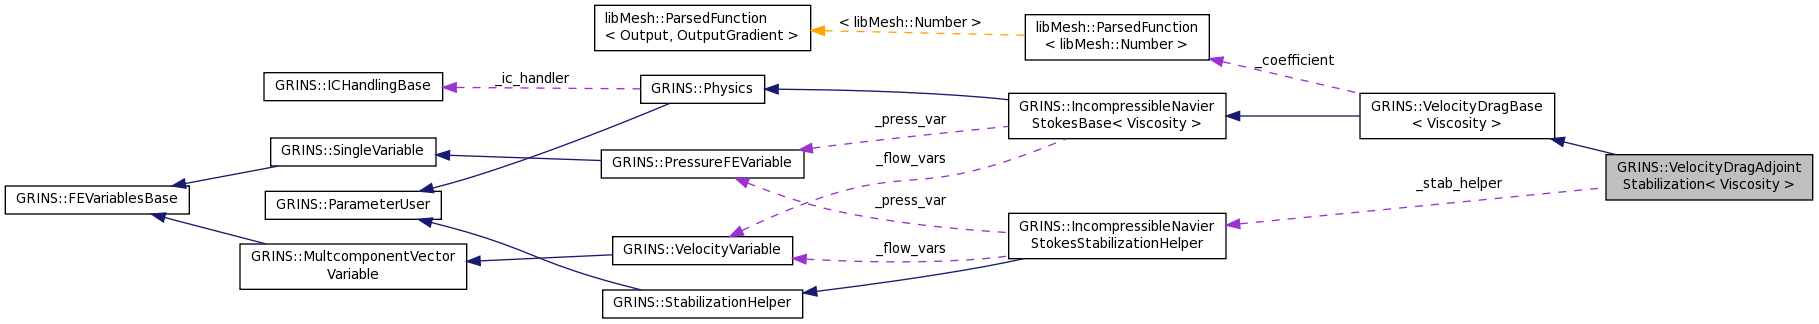 libMesh::ParsedFunction
< Output, OutputGradient >
< libMesh::Number >
libMesh::ParsedFunction
< libMesh::Number >
_coefficient
GRINS::ICHandlingBase
_ic_handler
GRINS::Physics
GRINS::IncompressibleNavier
StokesBase< Viscosity >
GRINS::VelocityDragBase
< Viscosity >
_press_var
GRINS::SingleVariable
GRINS::PressureFEVariable
_flow_vars
GRINS::VelocityDragAdjoint
Stabilization< Viscosity >
_stab_helper
GRINS::FEVariablesBase
GRINS::ParameterUser
_press_var
GRINS::IncompressibleNavier
StokesStabilizationHelper
GRINS::MultcomponentVector
Variable
GRINS::VelocityVariable
_flow_vars
GRINS::StabilizationHelper